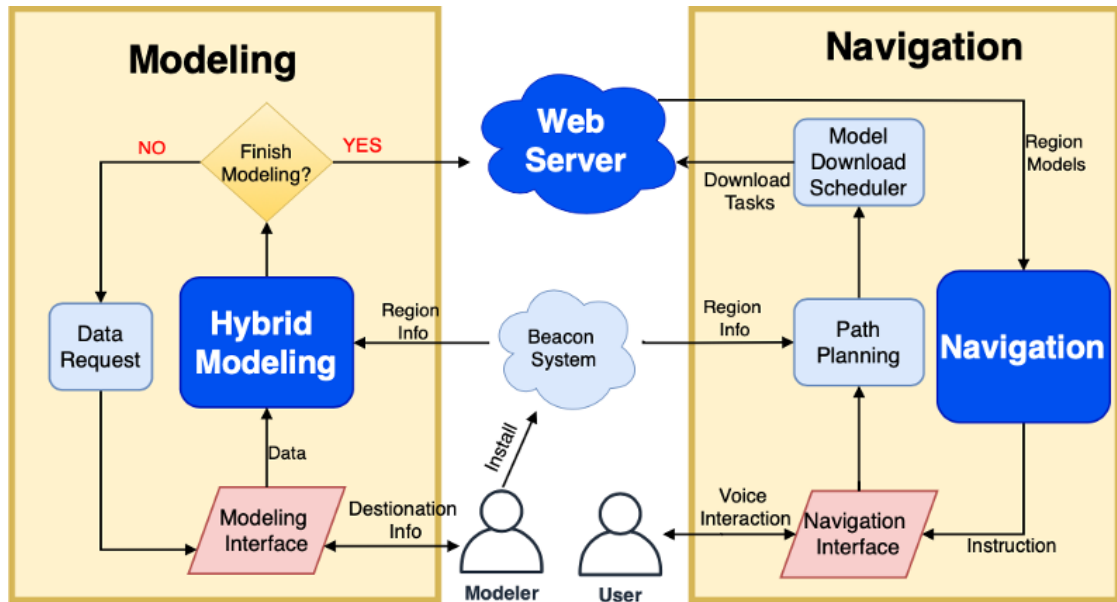 Modeling
Navigation
NO
Finish
Modeling?
YES
Web
Server
Model
Download
Scheduler
Region
Models
Download
Tasks
Data
Request
Hybrid
Modeling
Region
Info
Beacon
System
Region
Info
Path
Planning
Navigation
Data
Install
Modeling
Interface
Destionation
Info
Voice
Interaction
Navigation
Interface
Instruction
Modeler
User